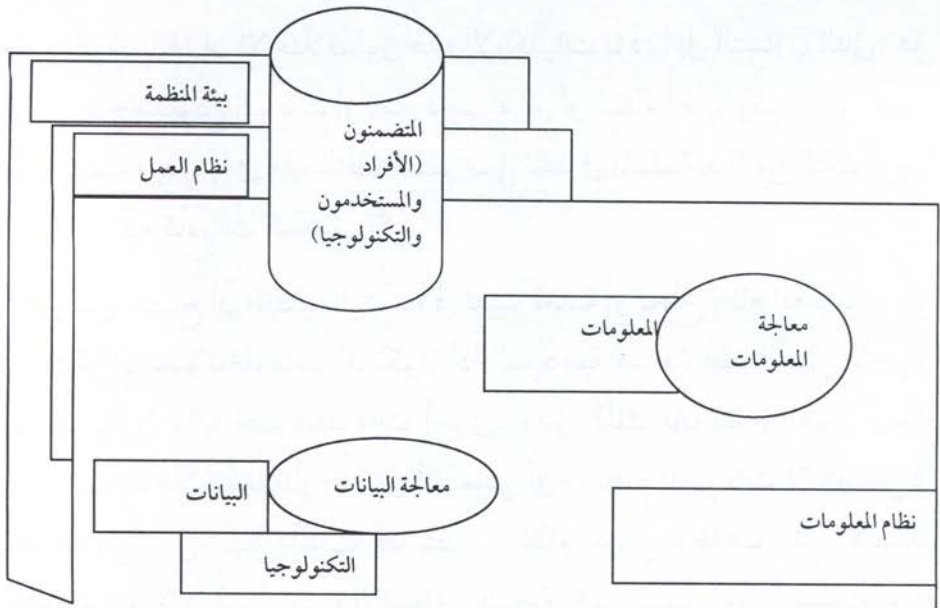 بيئة المنظمة
المتضمنون
(الأفراد
والمستخدمون
والتكنولوجيا)
نظام العمل
معالجة
المعلومات
المعلومات
معالجة البيانات
البيانات
نظام المعلومات
التكنولوجيا